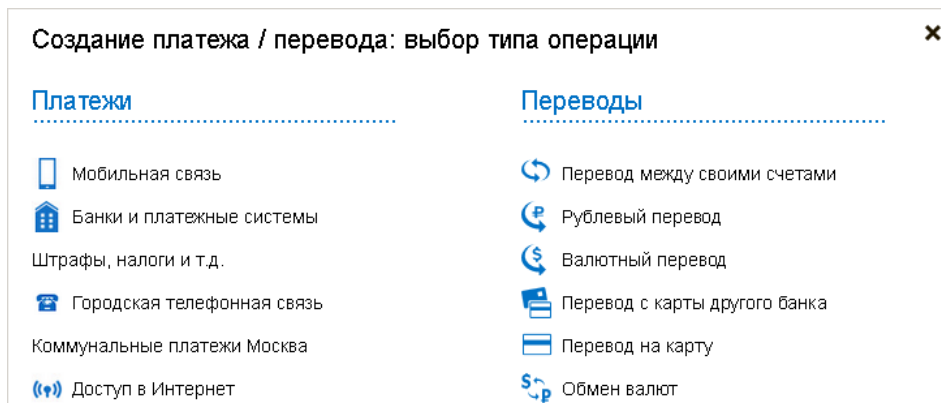 Создание платежа / перевода: выбор типа операции
Платежи
Мобильная связь
Банки и платежные системы
Штрафы, налоги и т.д.
Городская телефонная связь
Коммунальные платежи Москва
Доступ в Интернет
Переводы
Перевод между своими счетами
Рублевый перевод
Валютный перевод
Перевод с карты другого банка
Перевод на карту
Обмен валют